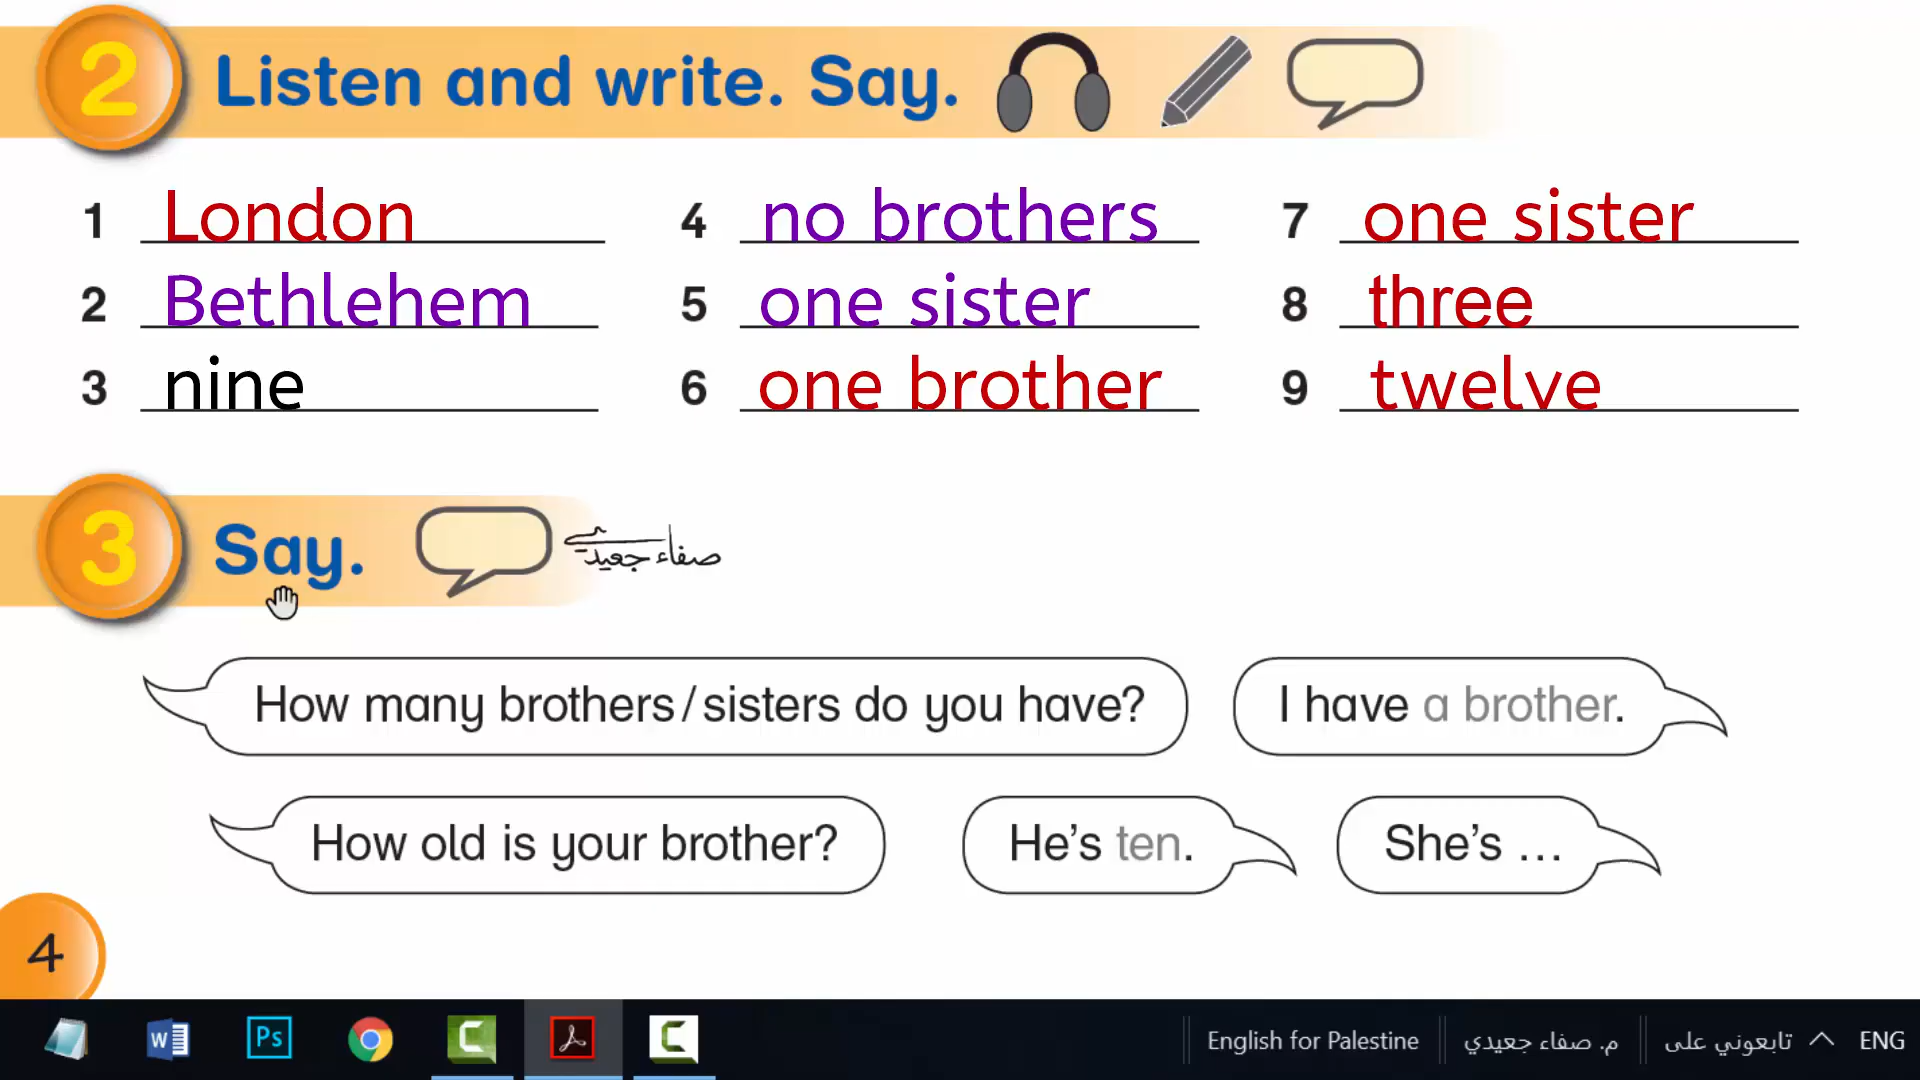 2 Listen and write. Say.
1 London 4 no brothers 7 one sister
2 Bethlehem 5 one sister 8 three
3 nine 6 one brother 9 twelve
3 Say. صفاء جعيدي
How many brothers/sisters do you have? I have a brother.
How old is your brother? He's ten. She's ...
4
W Ps C C English for Palestine م. صفاء جعيدي تابعوني على ENG